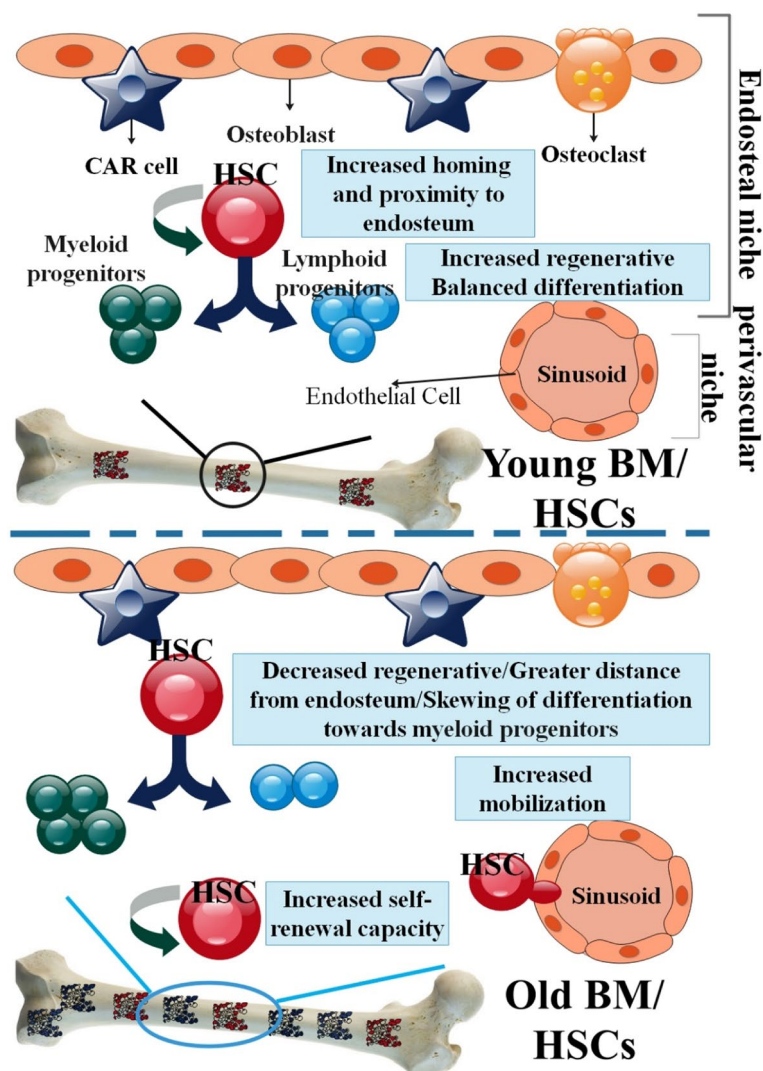 Osteoblast
CAR cell
Osteoclast
HSC
Increased homing
and proximity to
endosteum
Myeloid
progenitors
Lymphoid
progenitors
Increased regenerative
Balanced differentiation
Endosteal niche
perivascular
niche
Sinusoid
Endothelial Cell
Young BM/
HSCs
HSC
Decreased regenerative/Greater distance
from endosteum/Skewing of differentiation
towards myeloid progenitors
Increased
mobilization
HSC
Sinusoid
HSC
Increased self-
renewal capacity
Old BM/
HSCs